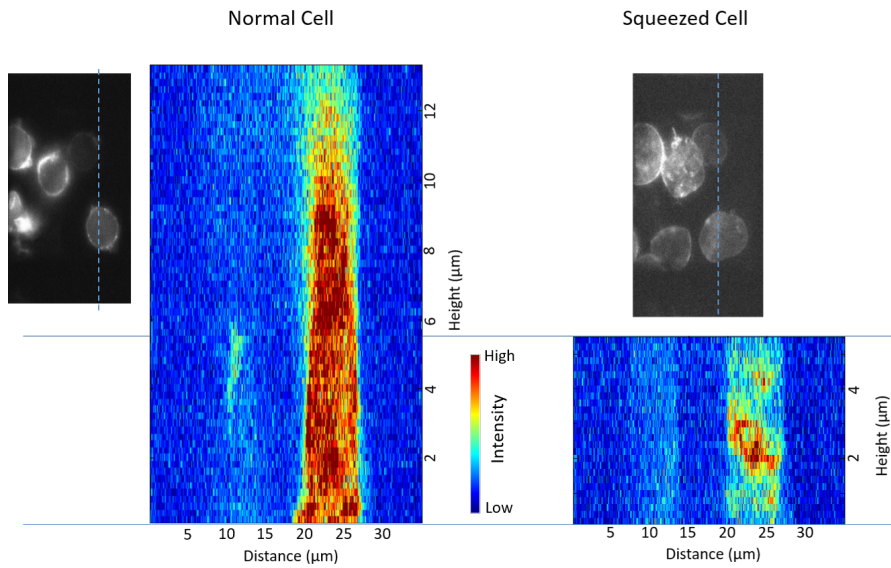 Normal Cell
Squeezed Cell
12
10
8
6
4
2
Height (μm)
5 10 15 20 25 30
Distance (μm)
High
Intensity
Low
4
2
Height (μm)
5 10 15 20 25 30
Distance (μm)